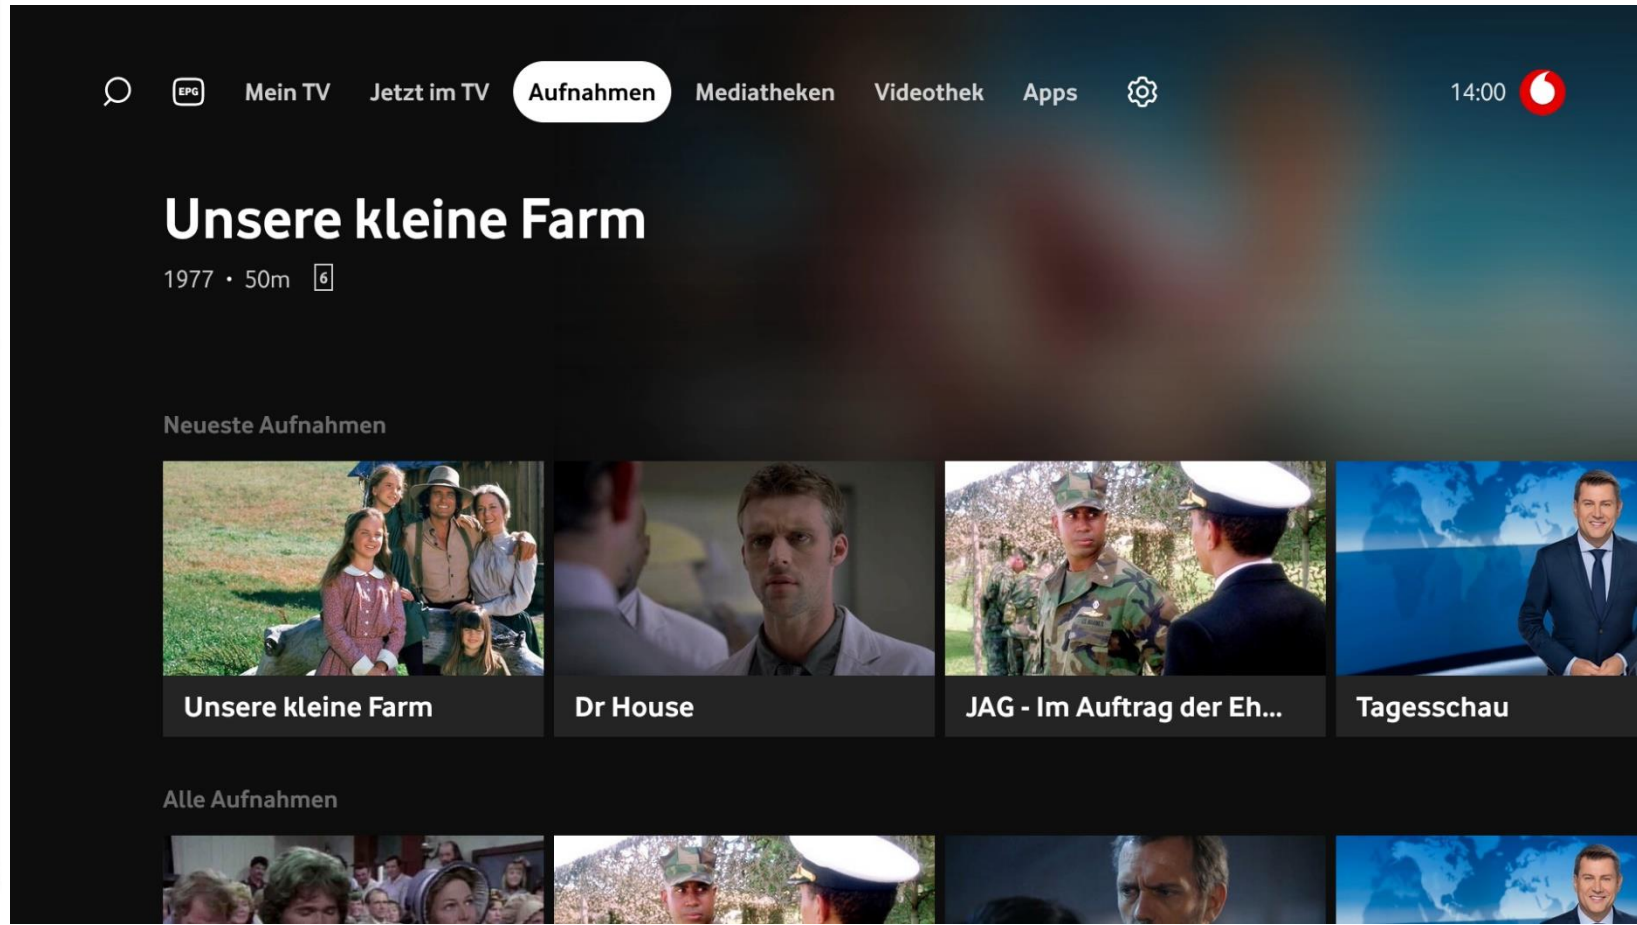 EPG Mein TV Jetzt im TV Aufnahmen Mediatheken Videothek Apps 14:00
Unsere kleine Farm
1977 • 50m 6
Neueste Aufnahmen
Unsere kleine Farm
Dr House
JAG - Im Auftrag der Eh...
Tagesschau
Alle Aufnahmen